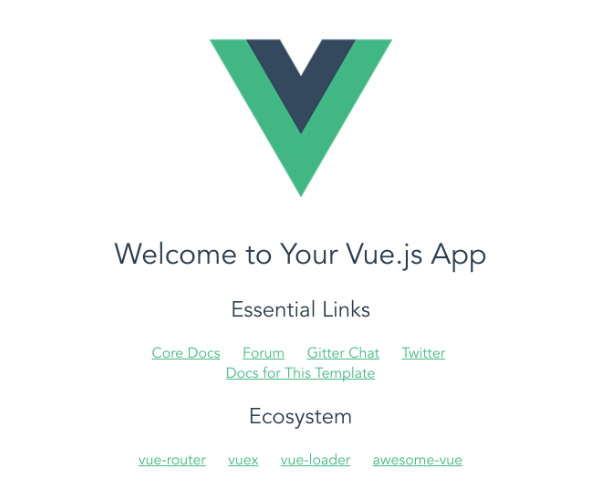 Welcome to Your Vue.js App
Essential Links
Core Docs Forum Gitter Chat Twitter
Docs for This Template
Ecosystem
vue-router vuex vue-loader awesome-vue